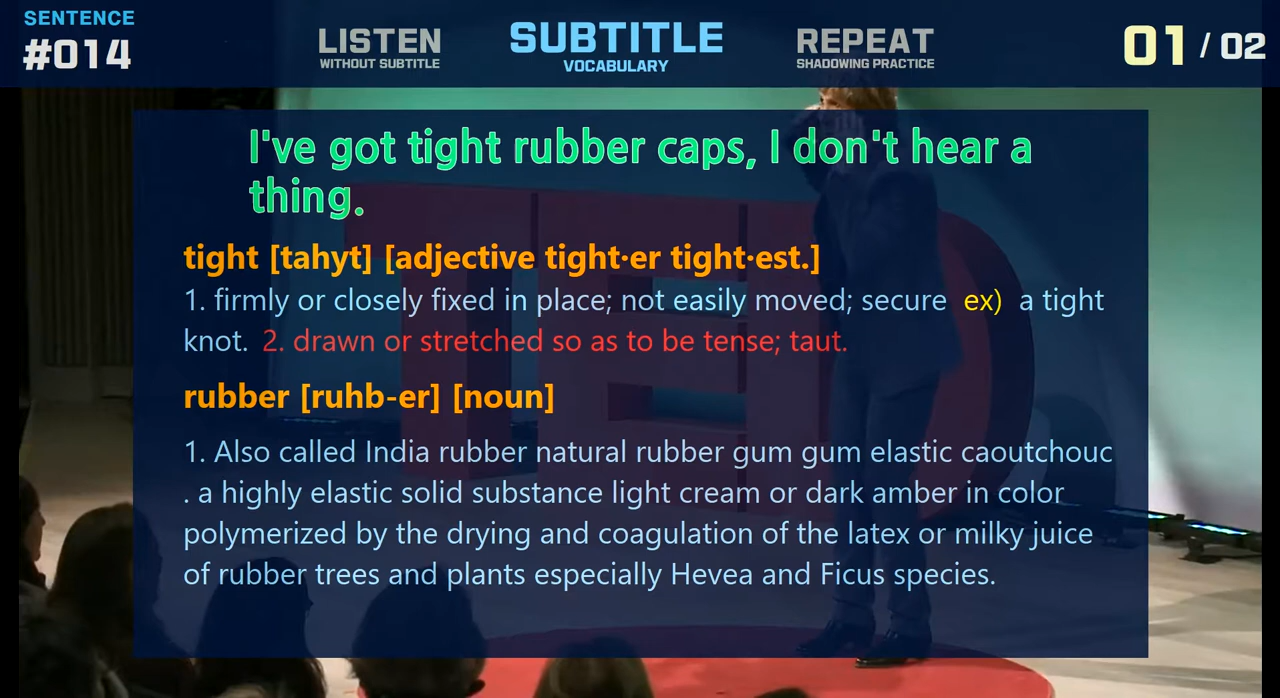 SENTENCE
#014
LISTEN
WITHOUT SUBTITLE
SUBTITLE
VOCABULARY
REPEAT
SHADOWING PRACTICE
01 / 02
I've got tight rubber caps, I don't hear a
thing.
tight [tahyt] [adjective tight·er tight·est.]
1. firmly or closely fixed in place; not easily moved; secure ex) a tight
knot. 2. drawn or stretched so as to be tense; taut.
rubber [ruhb-er] [noun]
1. Also called India rubber natural rubber gum gum elastic caoutchouc
. a highly elastic solid substance light cream or dark amber in color
polymerized by the drying and coagulation of the latex or milky juice
of rubber trees and plants especially Hevea and Ficus species.
TED